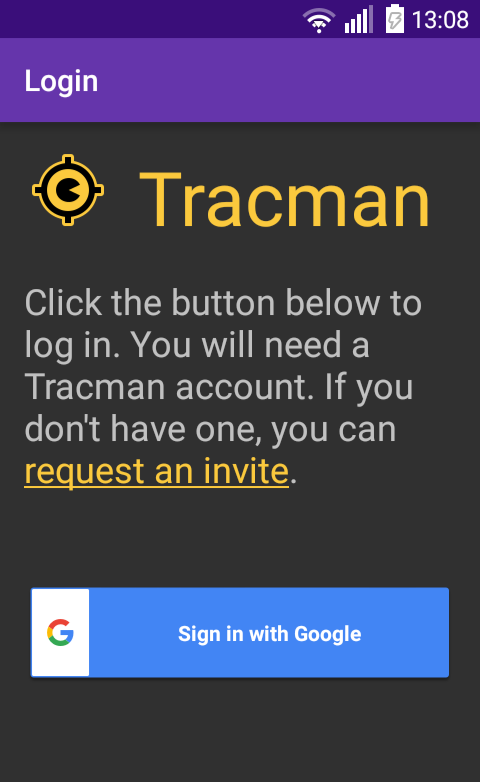 13:08
Login
Tracman
Click the button below to
log in. You will need a
Tracman account. If you
don't have one, you can
request an invite.
Sign in with Google